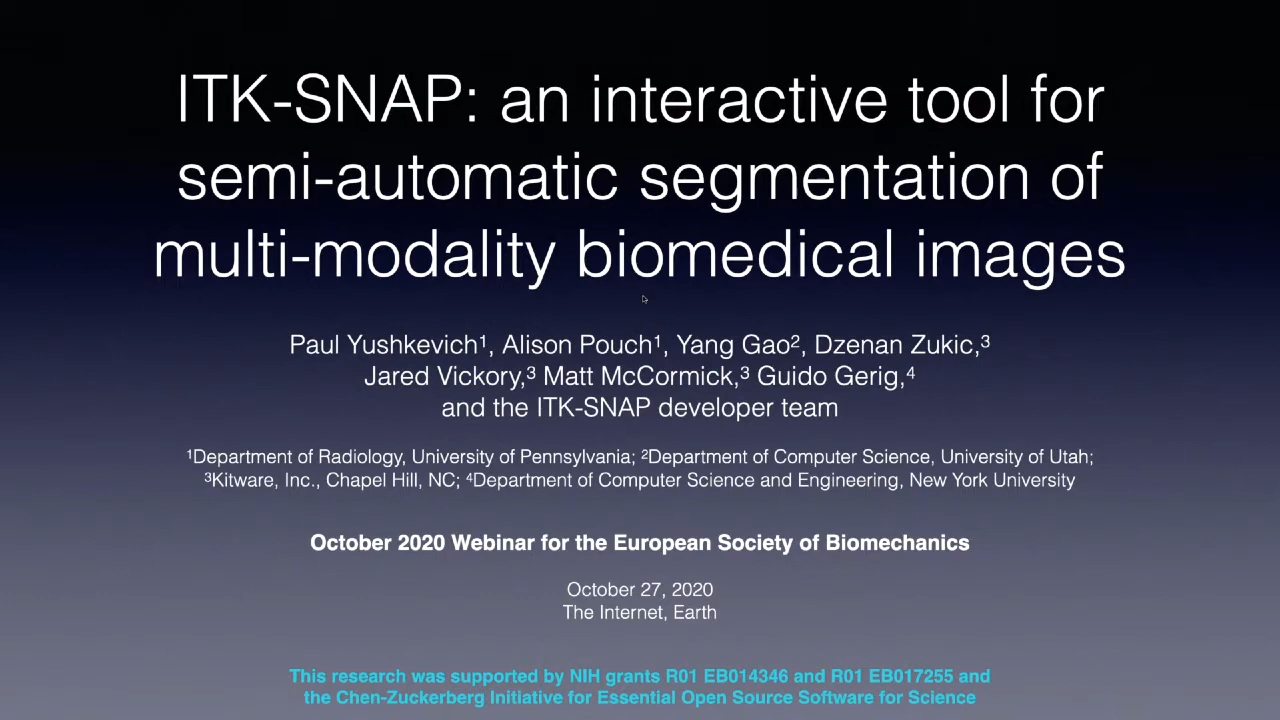 ITK-SNAP: an interactive tool for
semi-automatic segmentation of
multi-modality biomedical images
Paul Yushkevich¹, Alison Pouch¹, Yang Gao², Dzenan Zukic,³
Jared Vickory,³ Matt McCormick,³ Guido Gerig,⁴
and the ITK-SNAP developer team
¹Department of Radiology, University of Pennsylvania; ²Department of Computer Science, University of Utah;
³Kitware, Inc., Chapel Hill, NC; ⁴Department of Computer Science and Engineering, New York University
October 2020 Webinar for the European Society of Biomechanics
October 27, 2020
The Internet, Earth
This research was supported by NIH grants R01 EB014346 and R01 EB017255 and
the Chen-Zuckerberg Initiative for Essential Open Source Software for Science